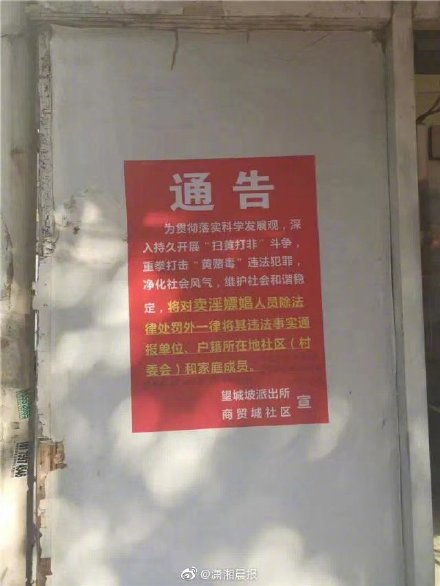 通告
为贯彻落实科学发展观，深
入持久开展“扫黄打非”斗争，
重拳打击“黄赌毒”违法犯罪，
净化社会风气，维护社会和谐稳
定，将对卖淫嫖娼人员除法
律处罚外一律将其违法事实通
报单位、户籍所在地社区（村
委会）和家庭成员。
望城坡派出所
商贸城社区
宣
@潇湘晨报